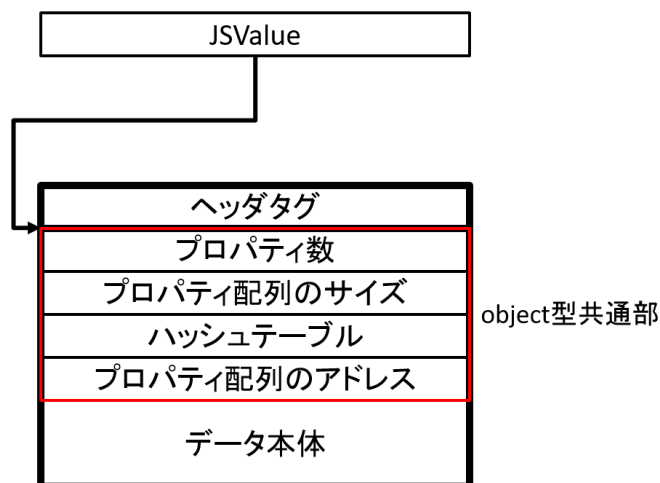 JSValue
ヘッダタグ
プロパティ数
プロパティ配列のサイズ
ハッシュテーブル
プロパティ配列のアドレス
object型共通部
データ本体